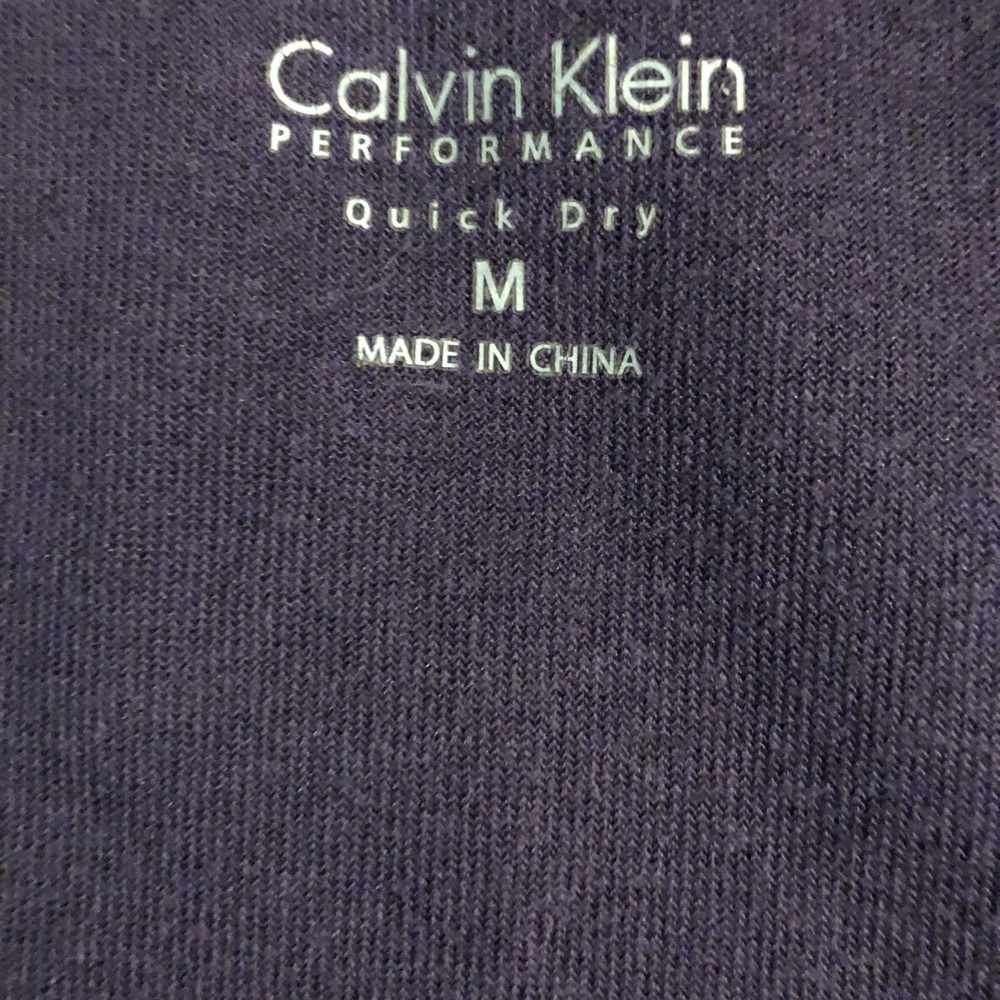 Calvin Klein
PERFORMANCE
Quick Dry
M
MADE IN CHINA